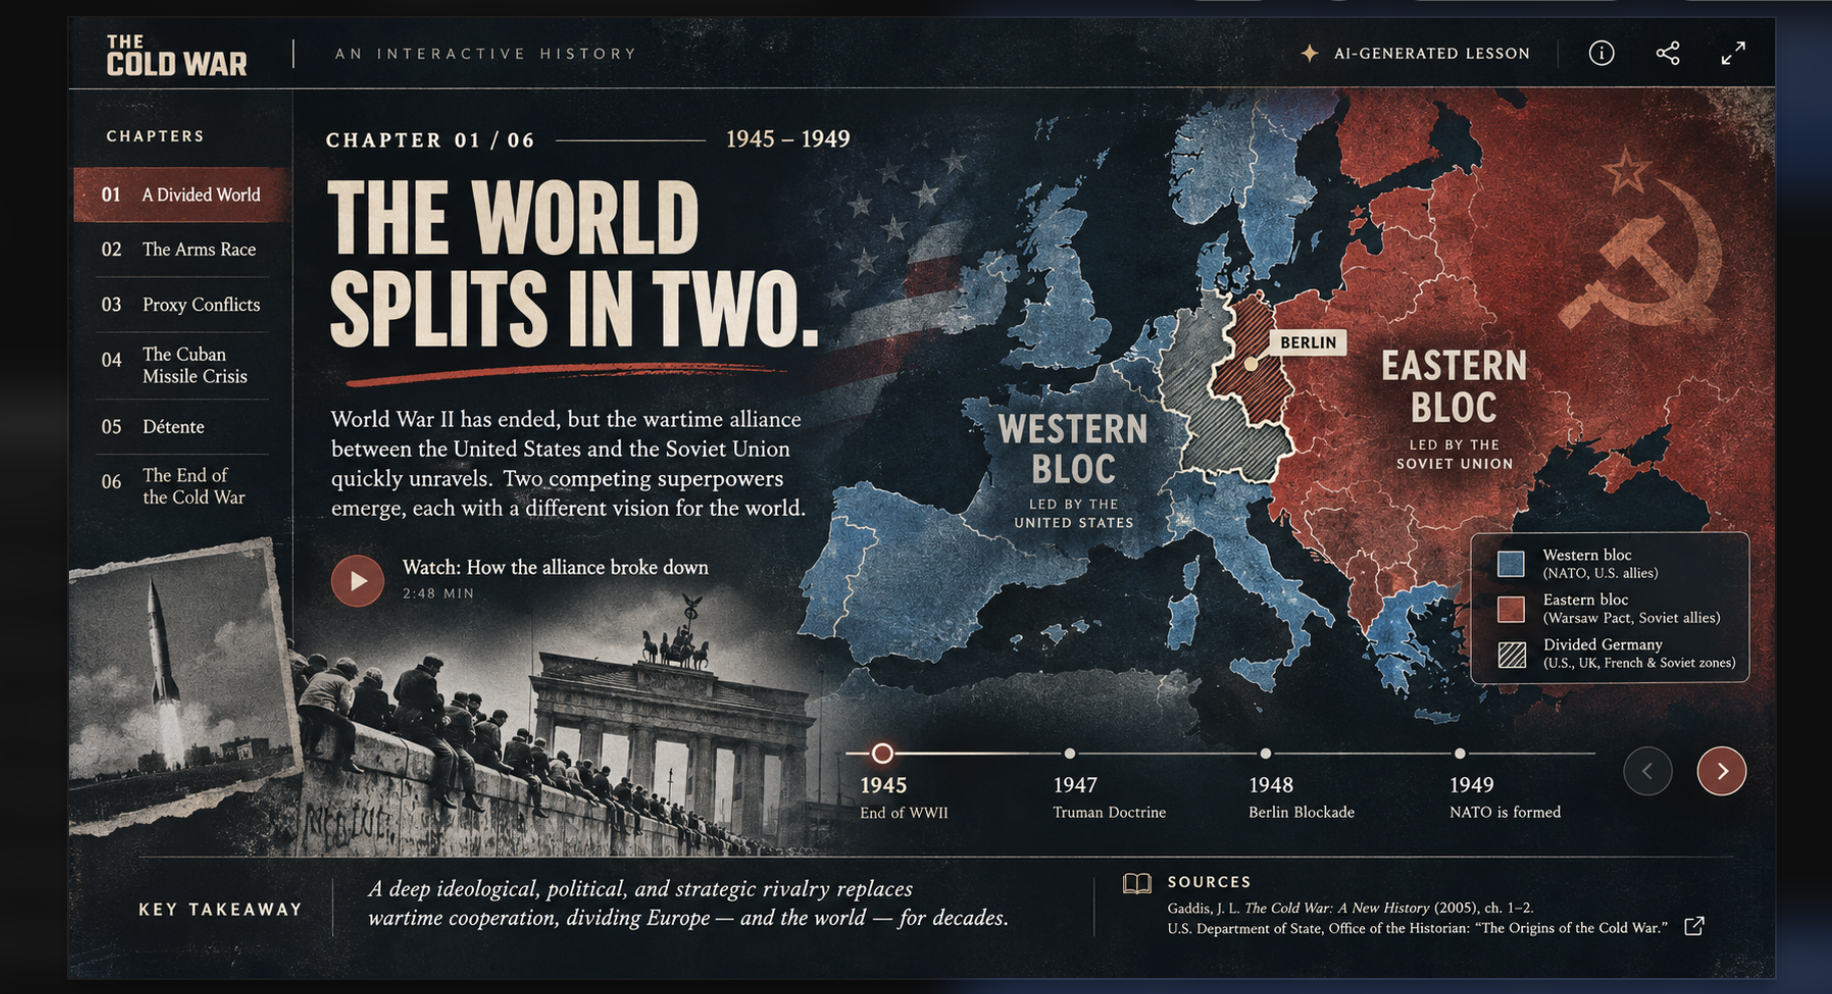 THE
COLD WAR
AN INTERACTIVE HISTORY
AI-GENERATED LESSON
CHAPTERS
01 A Divided World
02 The Arms Race
03 Proxy Conflicts
04 The Cuban
Missile Crisis
05 Détente
06 The End of
the Cold War
CHAPTER 01 / 06
1945 – 1949
THE WORLD
SPLITS IN TWO.
World War II has ended, but the wartime alliance
between the United States and the Soviet Union
quickly unravels. Two competing superpowers
emerge, each with a different vision for the world.
Watch: How the alliance broke down
2:48 MIN
BERLIN
WESTERN
BLOC
LED BY THE
UNITED STATES
EASTERN
BLOC
LED BY THE
SOVIET UNION
Western bloc
(NATO, U.S. allies)
Eastern bloc
(Warsaw Pact, Soviet allies)
Divided Germany
(U.S., UK, French & Soviet zones)
1945
End of WWII
1947
Truman Doctrine
1948
Berlin Blockade
1949
NATO is formed
KEY TAKEAWAY
A deep ideological, political, and strategic rivalry replaces
wartime cooperation, dividing Europe — and the world — for decades.
SOURCES
Gaddis, J. L. The Cold War: A New History (2005), ch. 1–2.
U.S. Department of State, Office of the Historian: “The Origins of the Cold War.”